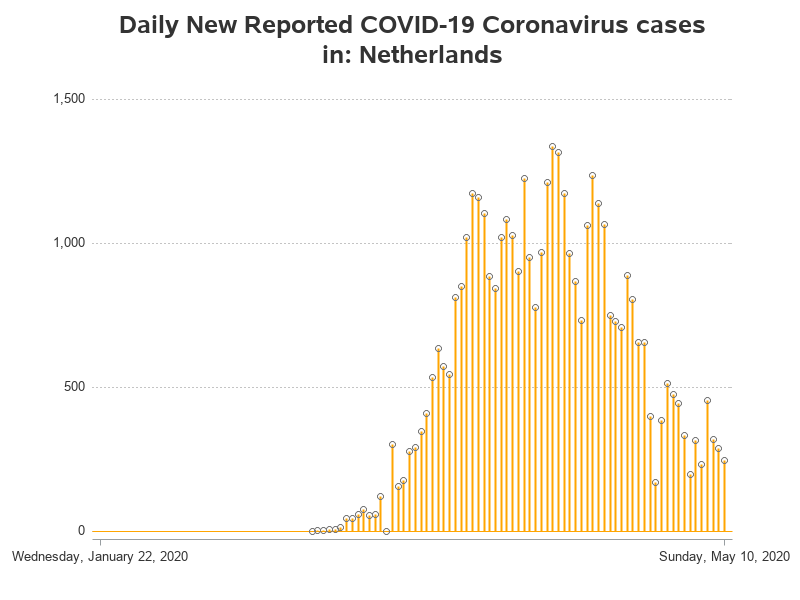 Daily New Reported COVID-19 Coronavirus cases
in: Netherlands
1,500
1,000
500
0
Wednesday, January 22, 2020
Sunday, May 10, 2020